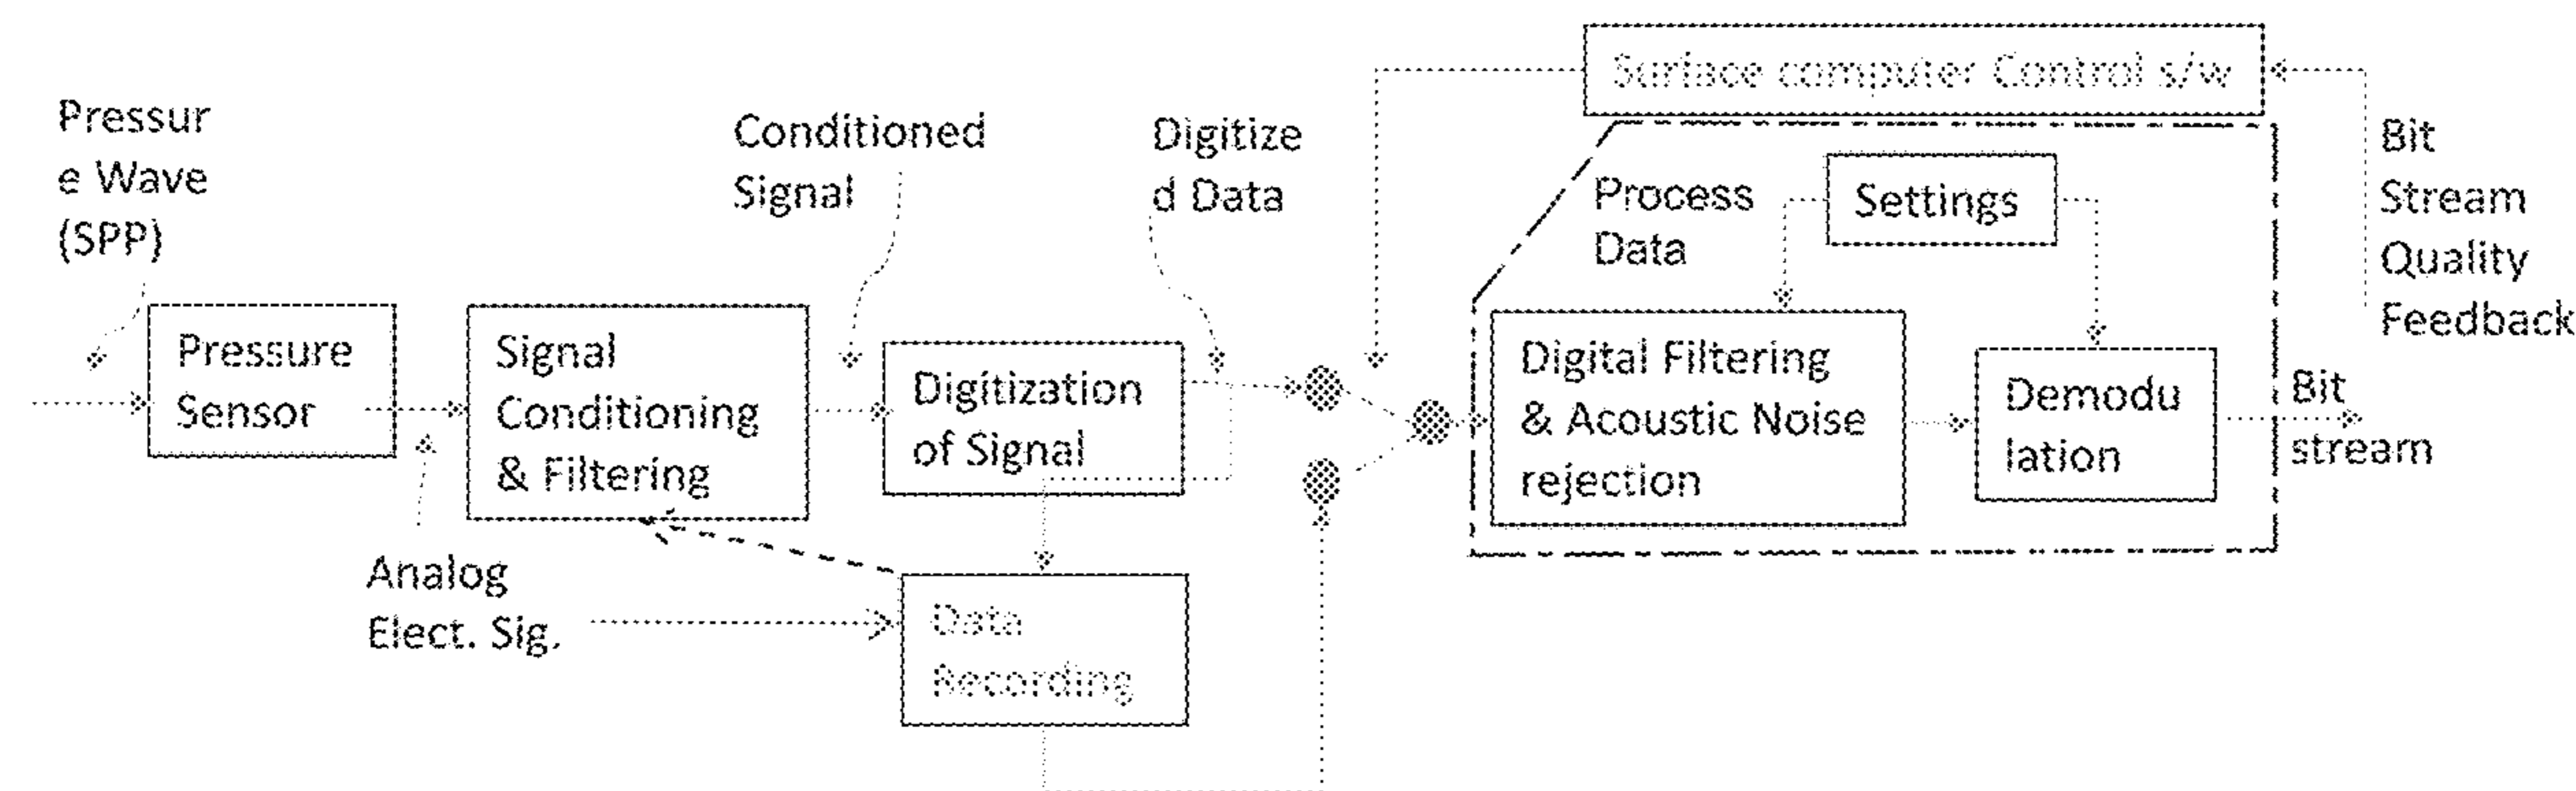 Surface computer Control s/w
Pressur
e Wave
(SPP)
Conditioned
Signal
Digitize
d Data
Process
Data
Settings
Bit
Stream
Quality
Feedback
Pressure
Sensor
Signal
Conditioning
& Filtering
Digitization
of Signal
Digital Filtering
& Acoustic Noise
rejection
Demodu
lation
Bit
stream
Analog
Elect. Sig.
Data
Recording